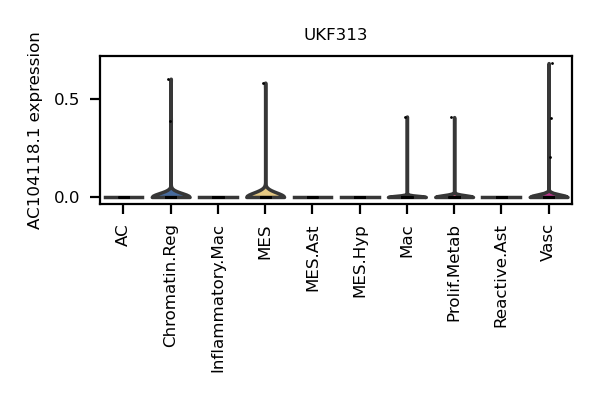 UKF313
AC104118.1 expression
0.5
0.0
AC
Chromatin.Reg
Inflammatory.Mac
MES
MES.Ast
MES.Hyp
Mac
Prolif.Metab
Reactive.Ast
Vasc